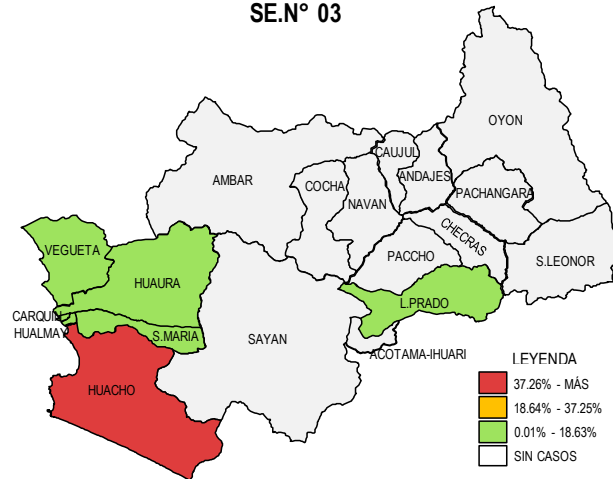 SE.N° 03
OYON
CAUJUL
ANDAJES
AMBAR
COCHA
NAVAN
PACHANGARA
CHECRAS
VEGUETA
PACCHO
S.LEONOR
HUAURA
L.PRADO
CARQUIN
HUALMAY
S.MARIA
SAYAN
ACOTAMA-IHUARI
HUACHO
LEYENDA
37.26% - MÁS
18.64% - 37.25%
0.01% - 18.63%
SIN CASOS